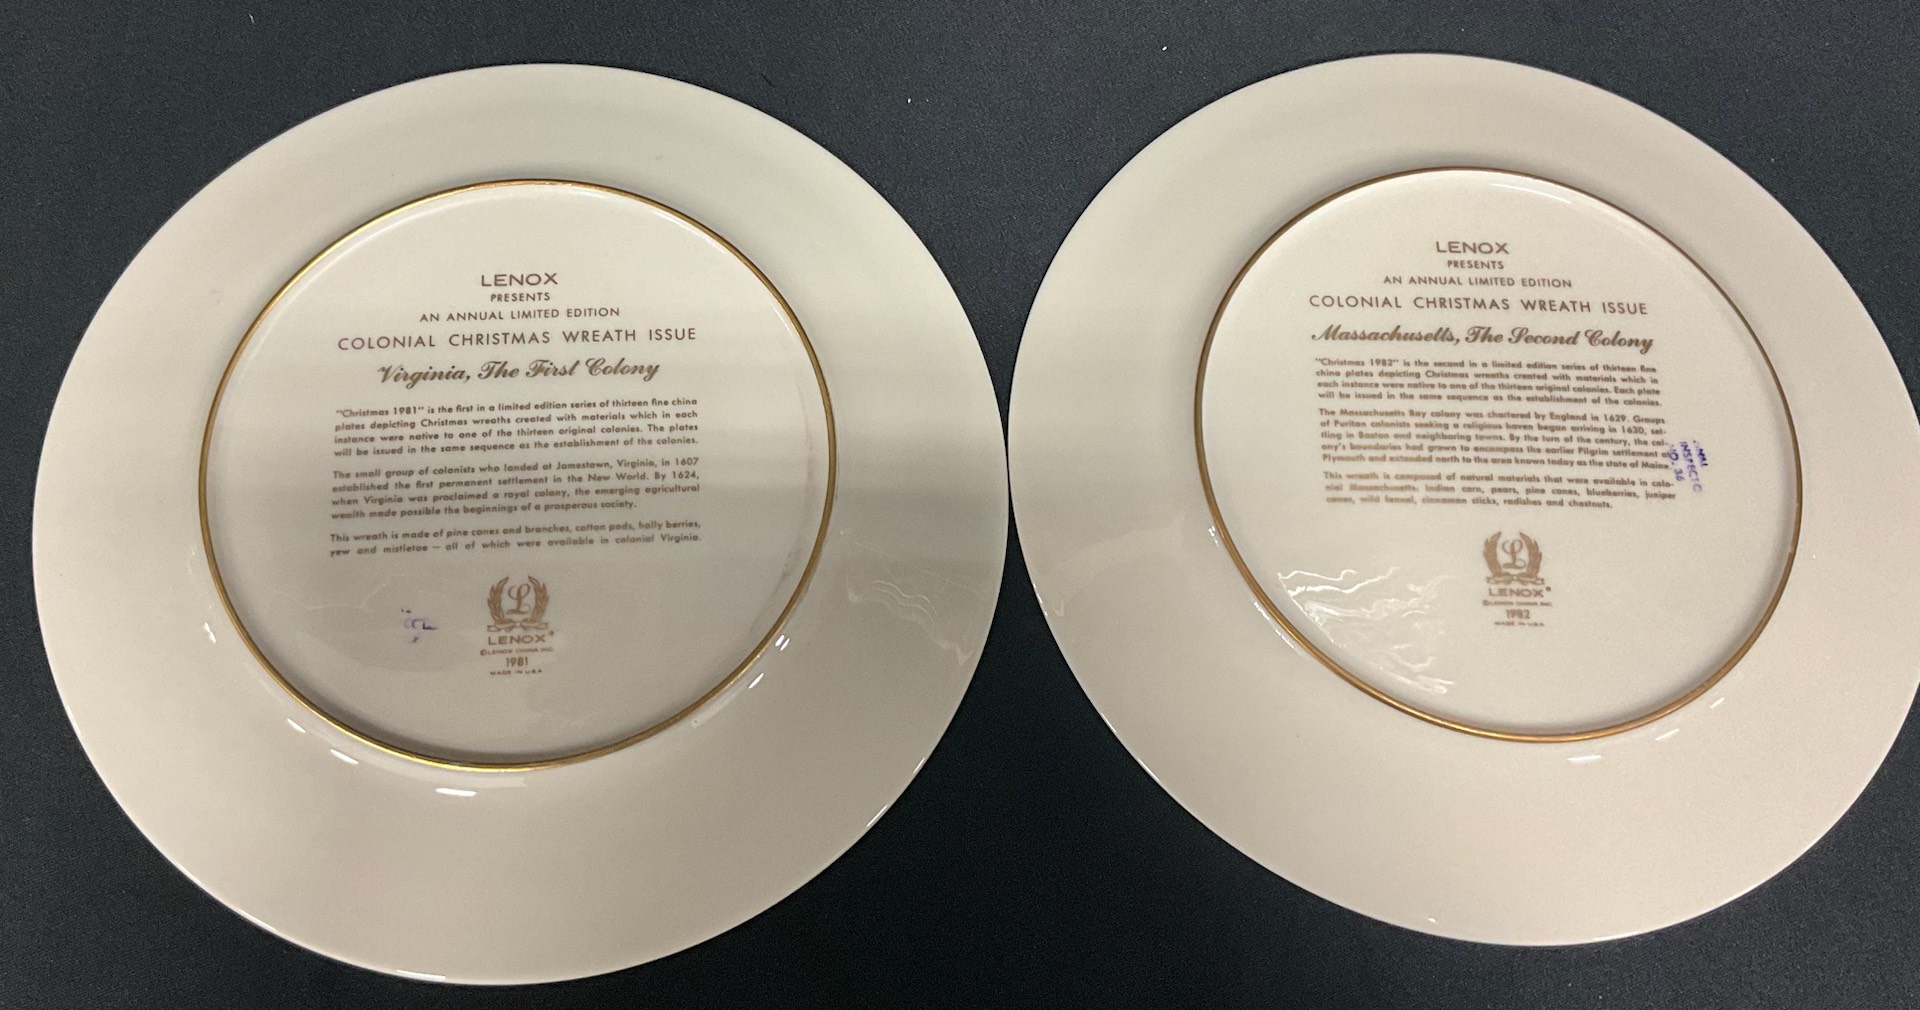 LENOX
PRESENTS
AN ANNUAL LIMITED EDITION
COLONIAL CHRISTMAS WREATH ISSUE
Virginia, The First Colony
"Christmas 1981" is the first in a limited edition series of thirteen fine china
plates depicting Christmas wreaths created with materials which in each
instance were native to one of the thirteen original colonies. The plates
will be issued in the same sequence as the establishment of the colonies.
The small group of colonists who landed at Jamestown, Virginia, in 1607
established the first permanent settlement in the New World. By 1624,
when Virginia was proclaimed a royal colony, the emerging agricultural
wealth made possible the beginnings of a prosperous society.
This wreath is made of pine cones and branches, cotton pods, holly berries,
yew and mistletoe — all of which were available in colonial Virginia.
L
LENOX®
© LENOX CHINA INC.
1981
MADE IN U.S.A.
LENOX
PRESENTS
AN ANNUAL LIMITED EDITION
COLONIAL CHRISTMAS WREATH ISSUE
Massachusetts, The Second Colony
"Christmas 1982" is the second in a limited edition series of thirteen fine
china plates depicting Christmas wreaths created with materials which in
each instance were native to one of the thirteen original colonies. Each plate
will be issued in the same sequence as the establishment of the colonies.
The Massachusetts Bay colony was chartered by England in 1629. Groups
of Puritan colonists seeking a religious haven began arriving in 1630, set-
tling in Boston and neighboring towns. By the turn of the century, the col-
ony's boundaries had grown to encompass the earlier Pilgrim settlement at
Plymouth and extended north to the area known today as the state of Maine.
This wreath is composed of natural materials that were available in colo-
nial Massachusetts: Indian corn, pears, pine cones, blueberries, juniper
cones, wild fennel, cinnamon sticks, radishes and chestnuts.
L
LENOX®
© LENOX CHINA INC.
1982
MADE IN U.S.A.
INSPECTO
NO. 36